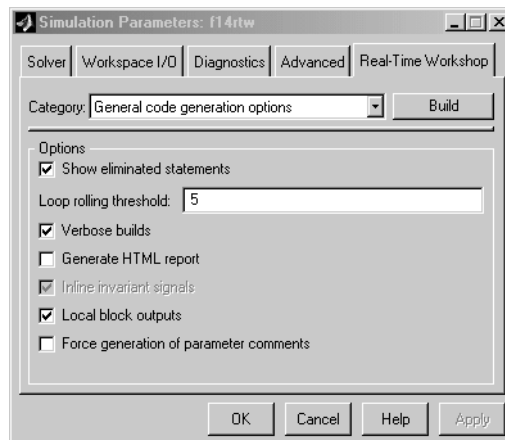 Simulation Parameters: f14rtw
Solver Workspace I/O Diagnostics Advanced Real-Time Workshop
Category: General code generation options Build
Options
Show eliminated statements
Loop rolling threshold: 5
Verbose builds
Generate HTML report
Inline invariant signals
Local block outputs
Force generation of parameter comments
OK Cancel Help Apply